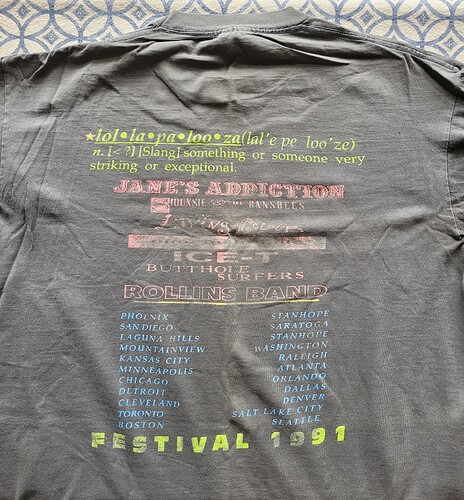 lol•la•pa•loo•za (lal'e pe loo'ze)
n. [< ?] [Slang] something or someone very
striking or exceptional.
JANE'S ADDICTION
SIOUXSIE AND THE BANSHEES
LIVING COLOUR
ICE-T
BUTTHOLE
SURFERS
ROLLINS BAND
PHOENIX
SAN DIEGO
LAGUNA HILLS
MOUNTAINVIEW
KANSAS CITY
MINNEAPOLIS
CHICAGO
DETROIT
CLEVELAND
TORONTO
BOSTON
STANHOPE
SARATOGA
STANHOPE
WASHINGTON
RALEIGH
ATLANTA
ORLANDO
DALLAS
DENVER
SALT LAKE CITY
SEATTLE
FESTIVAL 1991